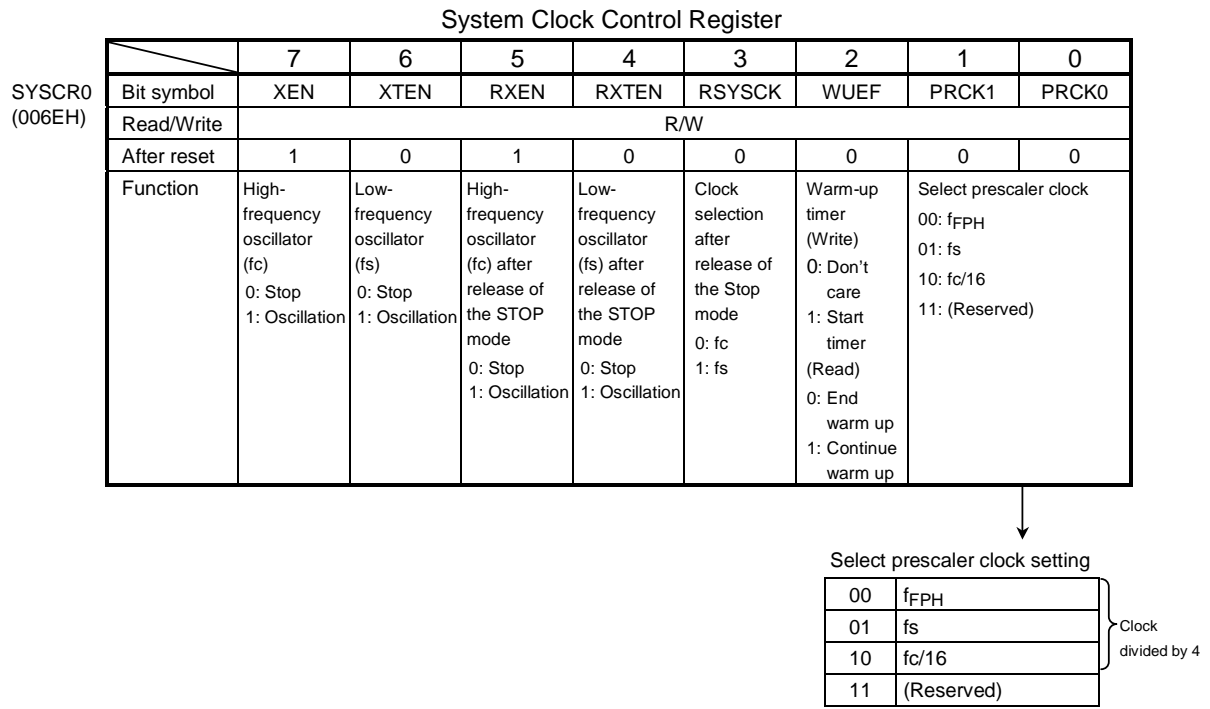 System Clock Control Register
7 6 5 4 3 2 1 0
SYSCR0 Bit symbol XEN XTEN RXEN RXTEN RSYSCK WUEF PRCK1 PRCK0
(006EH) Read/Write R/W
After reset 1 0 1 0 0 0 0 0
Function
High-
frequency
oscillator
(fc)
0: Stop
1: Oscillation
Low-
frequency
oscillator
(fs)
0: Stop
1: Oscillation
High-
frequency
oscillator
(fc) after
release of
the STOP
mode
0: Stop
1: Oscillation
Low-
frequency
oscillator
(fs) after
release of
the STOP
mode
0: Stop
1: Oscillation
Clock
selection
after
release of
the Stop
mode
0: fc
1: fs
Warm-up
timer
(Write)
0: Don't
care
1: Start
timer
(Read)
0: End
warm up
1: Continue
warm up
Select prescaler clock
00: fFPH
01: fs
10: fc/16
11: (Reserved)
Select prescaler clock setting
00 fFPH
01 fs
10 fc/16
11 (Reserved)
Clock
divided by 4